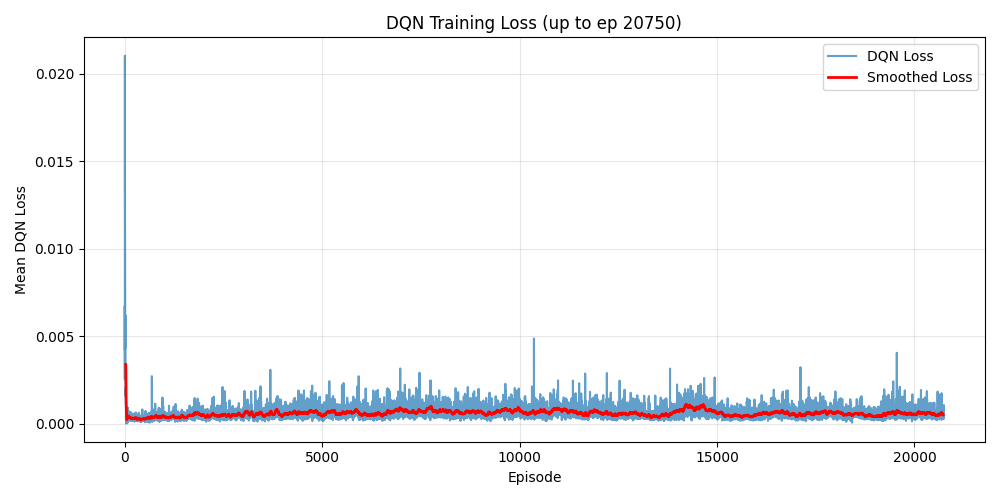 DQN Training Loss (up to ep 20750)
DQN Loss
Smoothed Loss
Mean DQN Loss
0.020
0.015
0.010
0.005
0.000
0
5000
10000
15000
20000
Episode